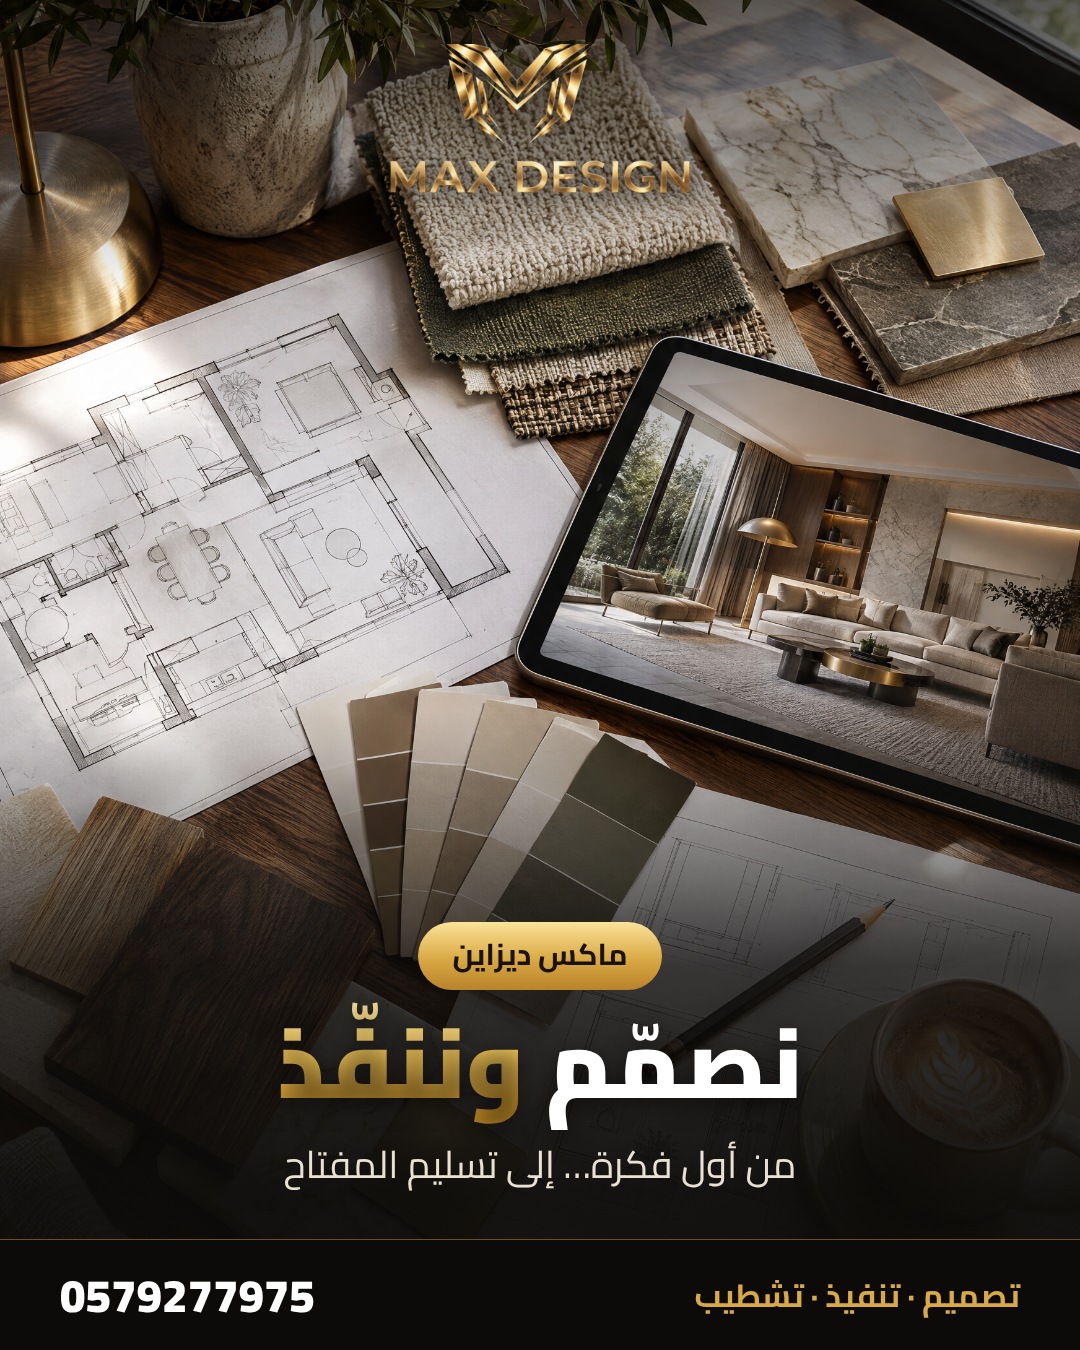 MAX DESIGN
ماكس ديزاين
نصمّم وننفّذ
من أول فكرة... إلى تسليم المفتاح
تصميم · تنفيذ · تشطيب
0579277975